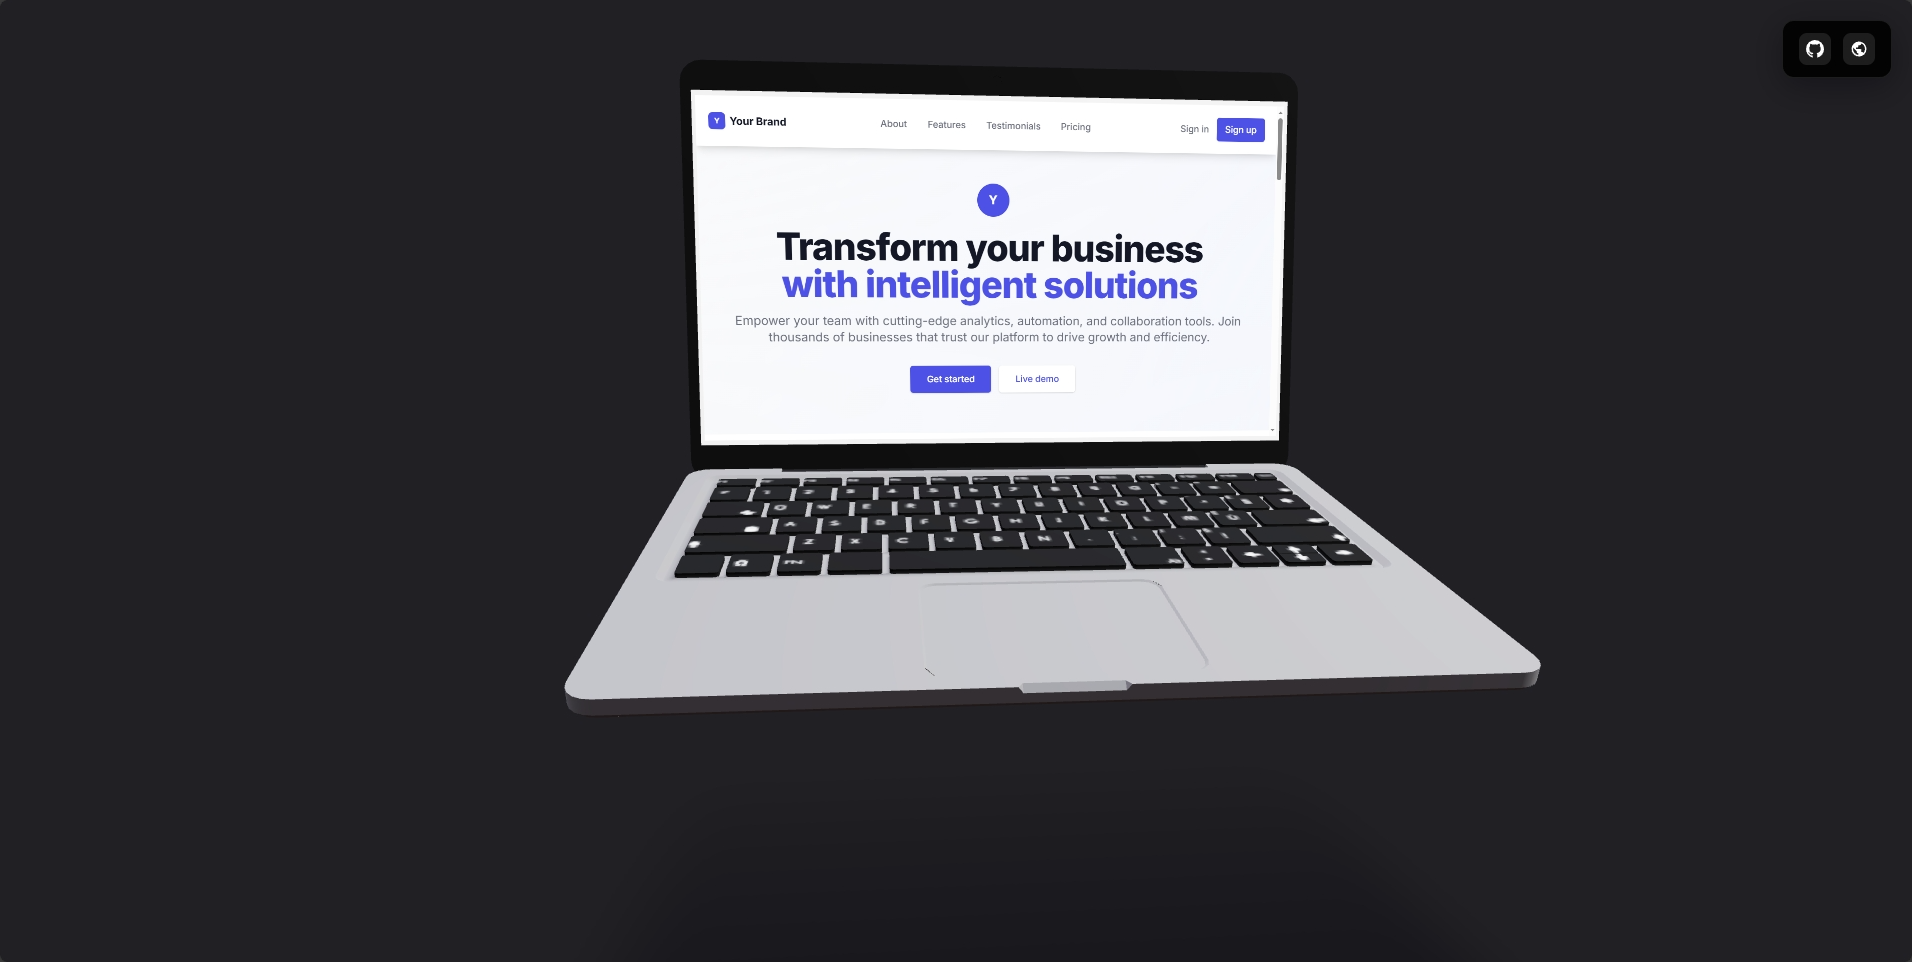 Y Your Brand
About Features Testimonials Pricing
Sign in Sign up
Y
Transform your business
with intelligent solutions
Empower your team with cutting-edge analytics, automation, and collaboration tools. Join
thousands of businesses that trust our platform to drive growth and efficiency.
Get started Live demo